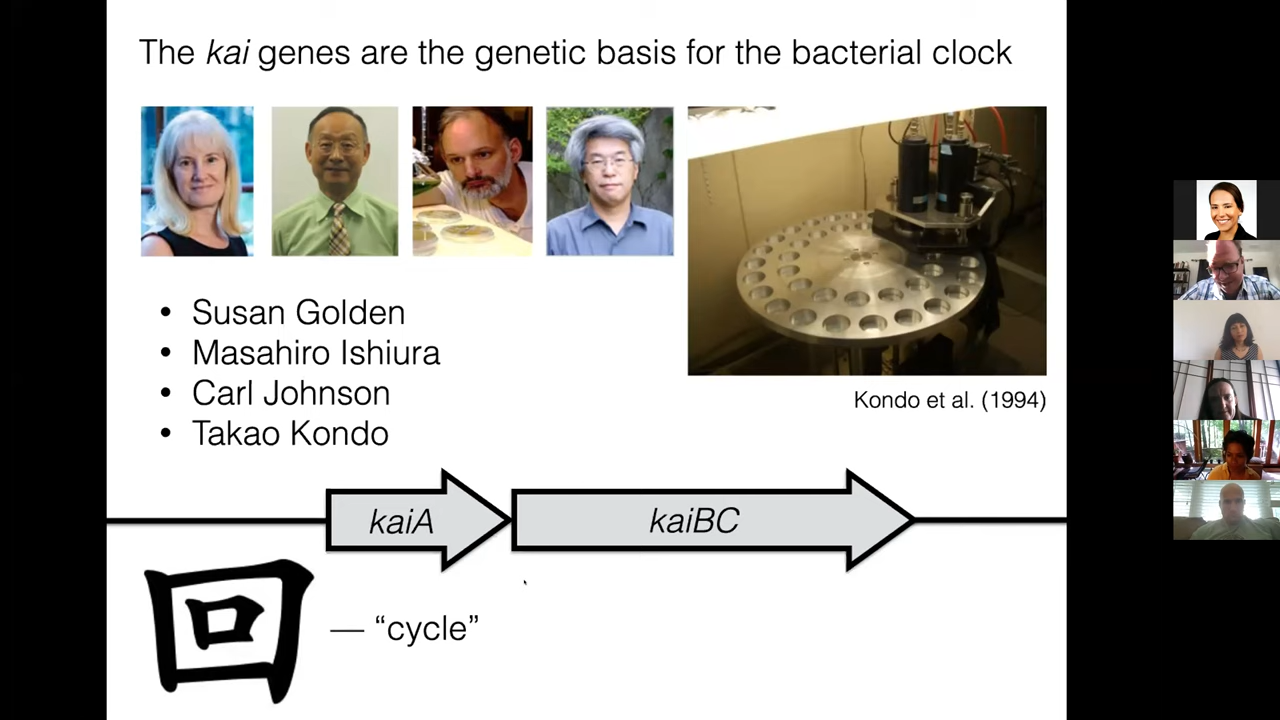 The kai genes are the genetic basis for the bacterial clock
• Susan Golden
• Masahiro Ishiura
• Carl Johnson
• Takao Kondo
Kondo et al. (1994)
kaiA
kaiBC
回
— “cycle”